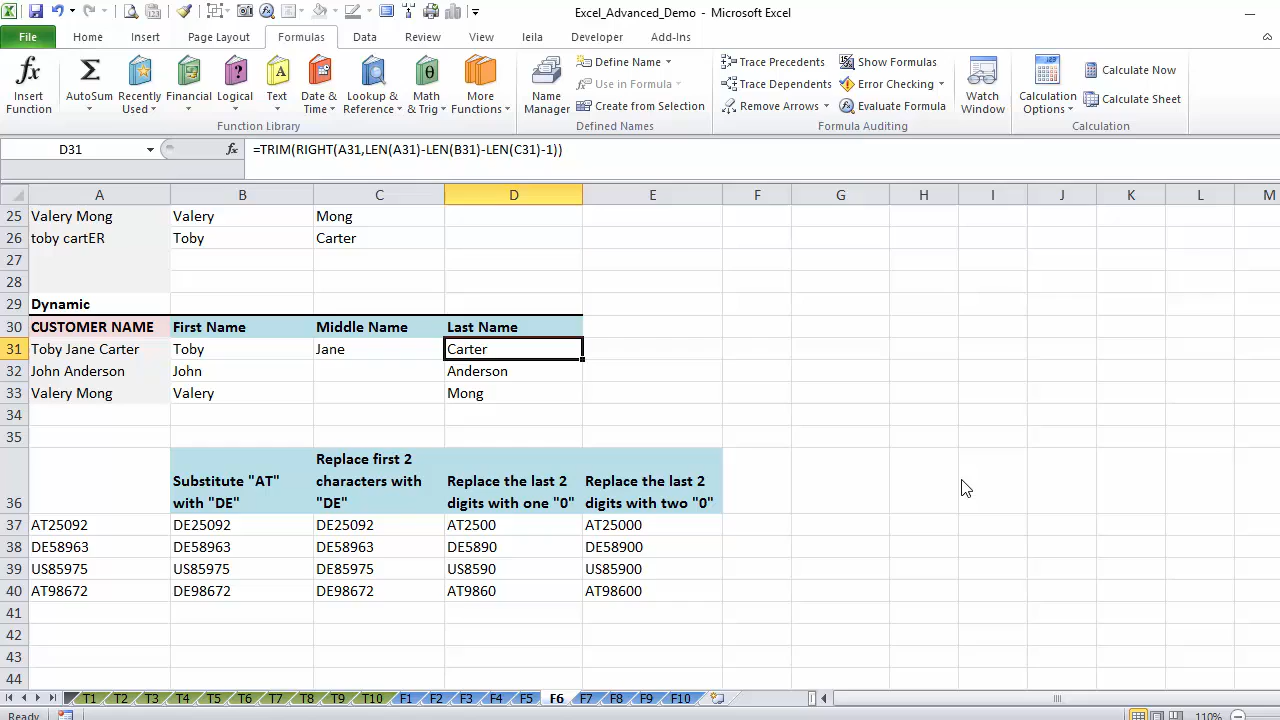 Excel_Advanced_Demo - Microsoft Excel
File Home Insert Page Layout Formulas Data Review View leila Developer Add-Ins
Insert Function
AutoSum
Recently Used
Financial
Logical
Text
Date & Time
Lookup & Reference
Math & Trig
More Functions
Function Library
Name Manager
Define Name
Use in Formula
Create from Selection
Defined Names
Trace Precedents
Trace Dependents
Remove Arrows
Show Formulas
Error Checking
Evaluate Formula
Formula Auditing
Watch Window
Calculation Options
Calculate Now
Calculate Sheet
Calculation
D31 fx =TRIM(RIGHT(A31,LEN(A31)-LEN(B31)-LEN(C31)-1))
A B C D E F G H I J K L M
25 Valery Mong Valery Mong
26 toby cartER Toby Carter
27
28
29 Dynamic
30 CUSTOMER NAME First Name Middle Name Last Name
31 Toby Jane Carter Toby Jane Carter
32 John Anderson John Anderson
33 Valery Mong Valery Mong
34
35
36 Substitute "AT" with "DE" Replace first 2 characters with "DE" Replace the last 2 digits with one "0" Replace the last 2 digits with two "0"
37 AT25092 DE25092 DE25092 AT2500 AT25000
38 DE58963 DE58963 DE58963 DE5890 DE58900
39 US85975 US85975 DE85975 US8590 US85900
40 AT98672 DE98672 DE98672 AT9860 AT98600
41
42
43
44
T1 T2 T3 T4 T5 T6 T7 T8 T9 T10 F1 F2 F3 F4 F5 F6 F7 F8 F9 F10
Ready 110%